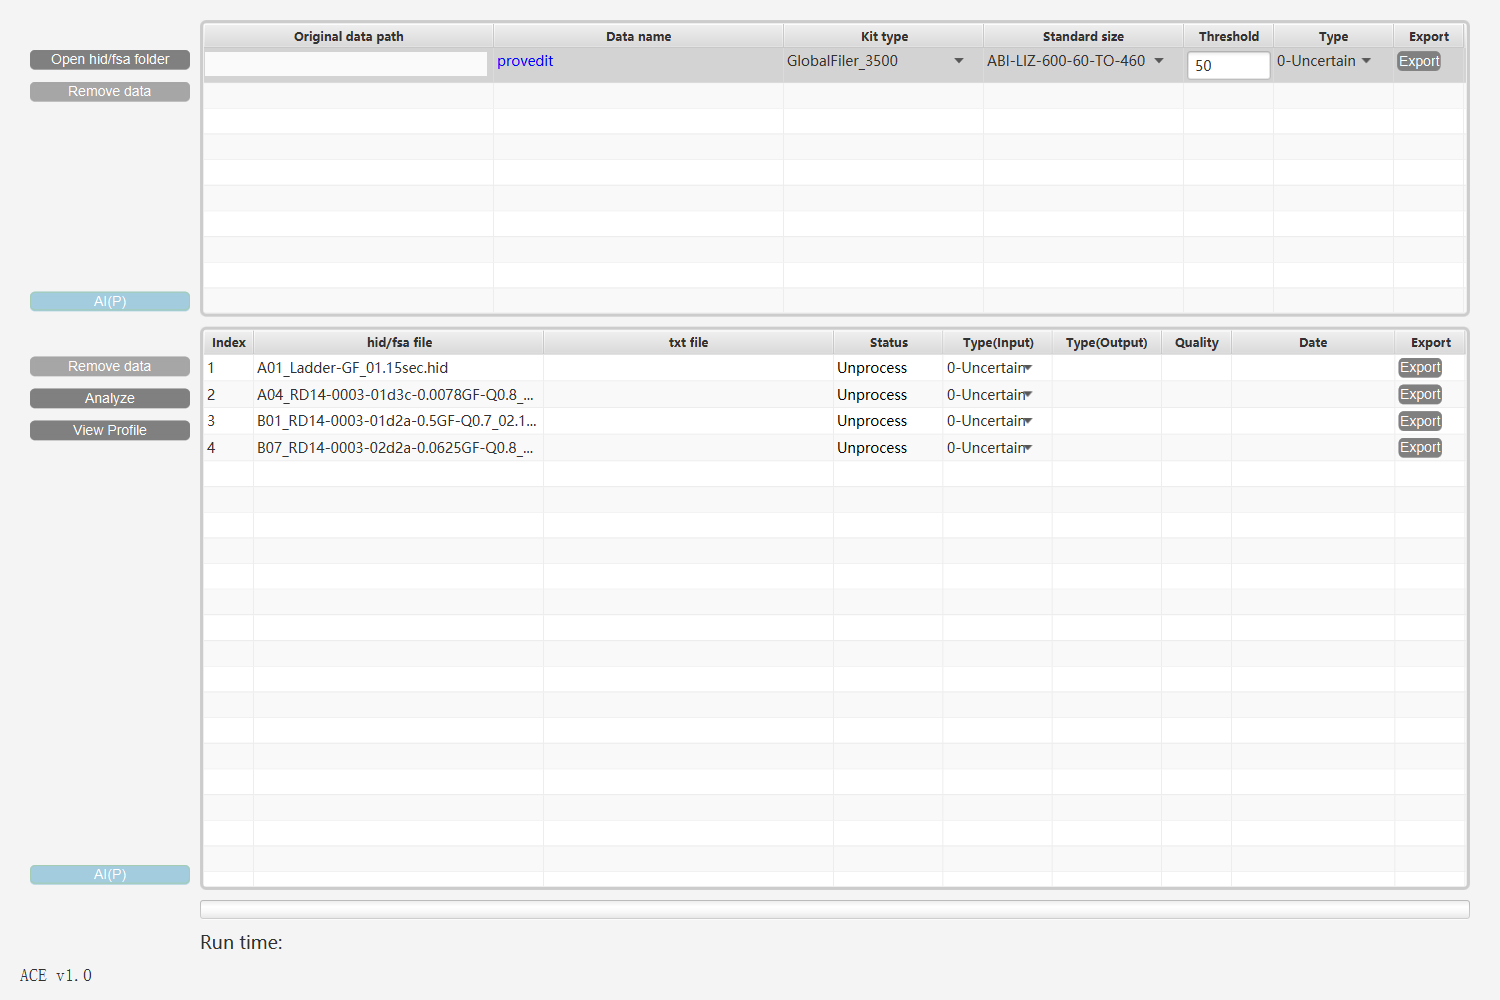 Original data path Data name Kit type Standard size Threshold Type Export
Open hid/fsa folder
provedit GlobalFiler_3500 ABI-LIZ-600-60-TO-460 50 0-Uncertain Export
Remove data
AI(P)
Index hid/fsa file txt file Status Type(Input) Type(Output) Quality Date Export
Remove data
1 A01_Ladder-GF_01.15sec.hid Unprocess 0-Uncertain Export
Analyze
2 A04_RD14-0003-01d3c-0.0078GF-Q0.8_... Unprocess 0-Uncertain Export
View Profile
3 B01_RD14-0003-01d2a-0.5GF-Q0.7_02.1... Unprocess 0-Uncertain Export
4 B07_RD14-0003-02d2a-0.0625GF-Q0.8_... Unprocess 0-Uncertain Export
AI(P)
Run time:
ACE v1.0